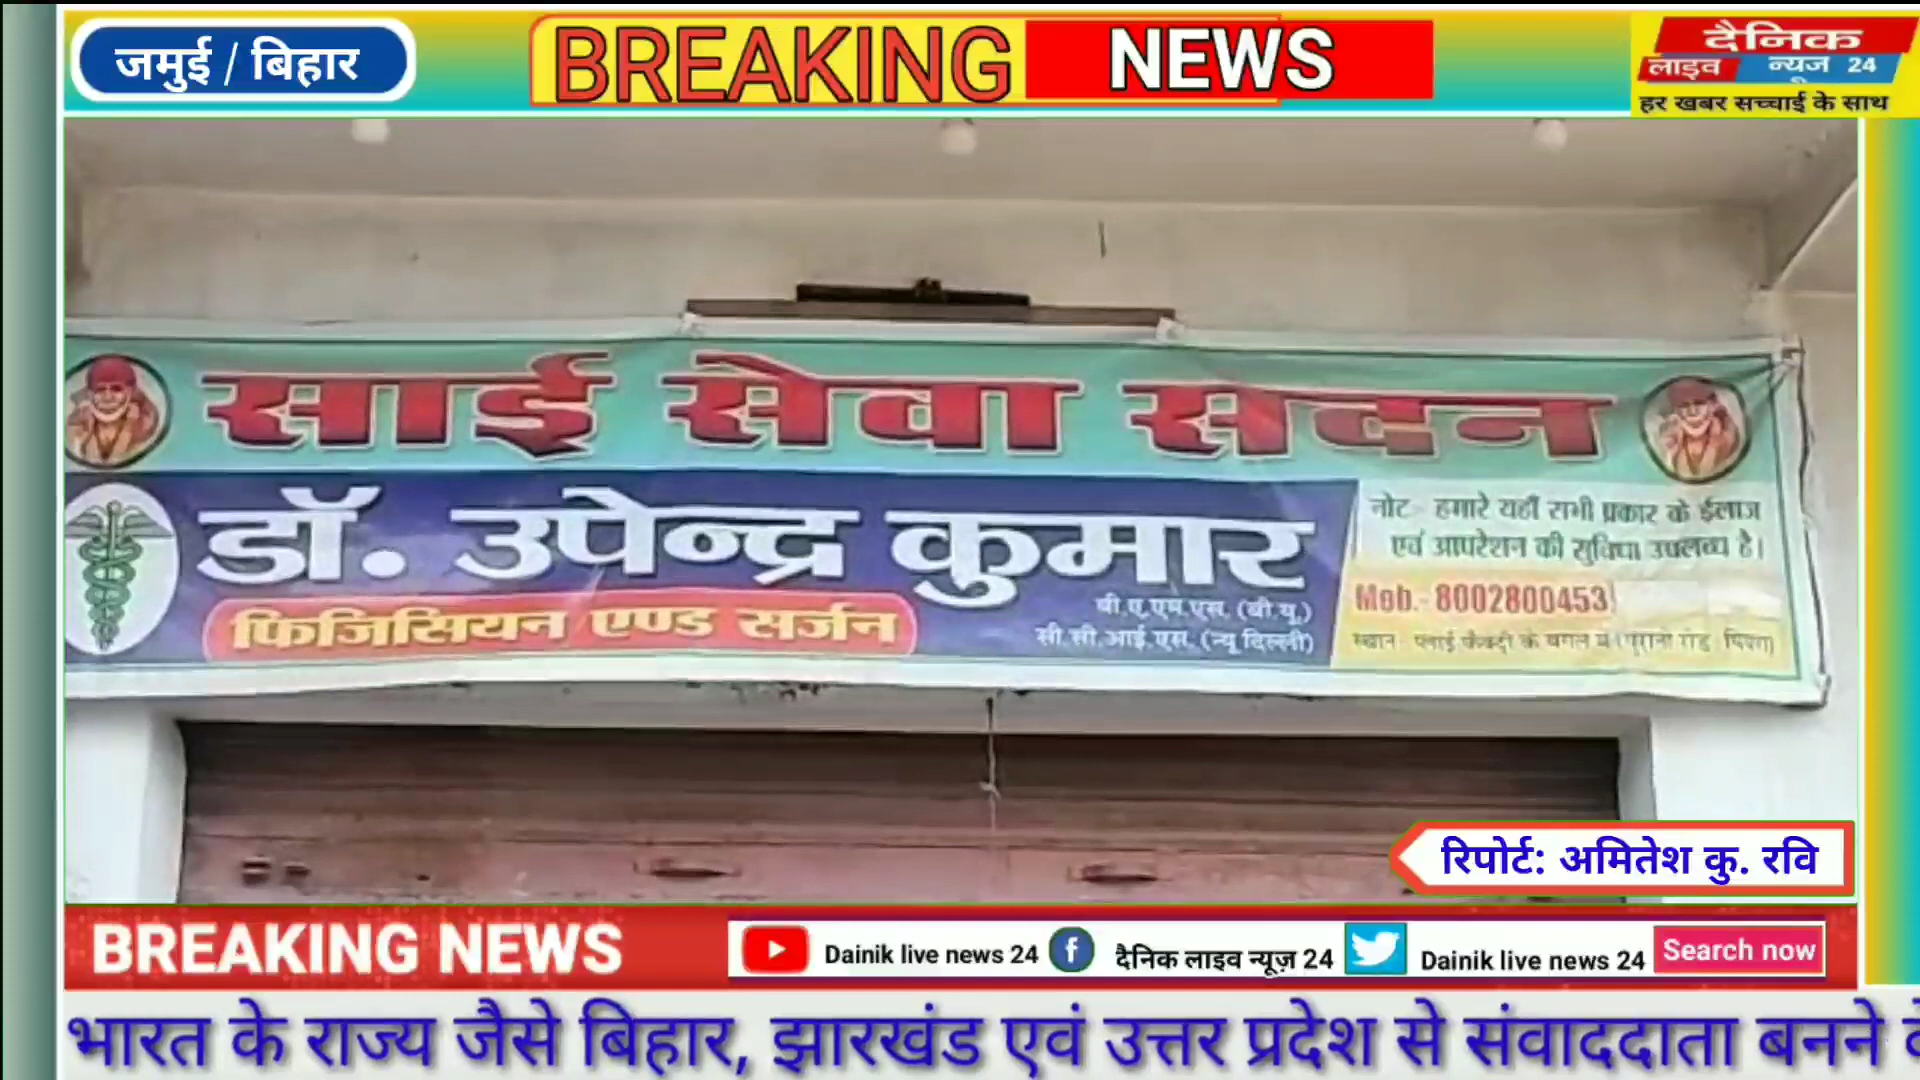 जमुई / बिहार
BREAKING NEWS
दैनिक
लाइव न्यूज 24
हर खबर सच्चाई के साथ
साई सेवा सदन
डॉ. उपेन्द्र कुमार
फिजिसियन एण्ड सर्जन
बी.ए.एम.एस. (बी.यू.)
सी.सी.आई.एस. (न्यू दिल्ली)
नोट- हमारे यहाँ सभी प्रकार के ईलाज
एवं आपरेशन की सुविधा उपलब्ध है।
Mob.- 8002800453
स्थान - प्लाई फैक्ट्री के बगल में (पुरानी रोड
रिपोर्ट: अमितेश कु. रवि
BREAKING NEWS
Dainik live news 24
दैनिक लाइव न्यूज़ 24
Dainik live news 24
Search now
भारत के राज्य जैसे बिहार, झारखंड एवं उत्तर प्रदेश से संवाददाता बनने